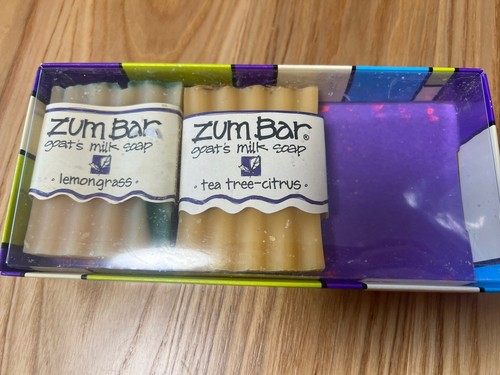 ZUM BAR
goat's milk soap
• lemongrass •
ZUM BAR®
goat's milk soap
• tea tree-citrus •